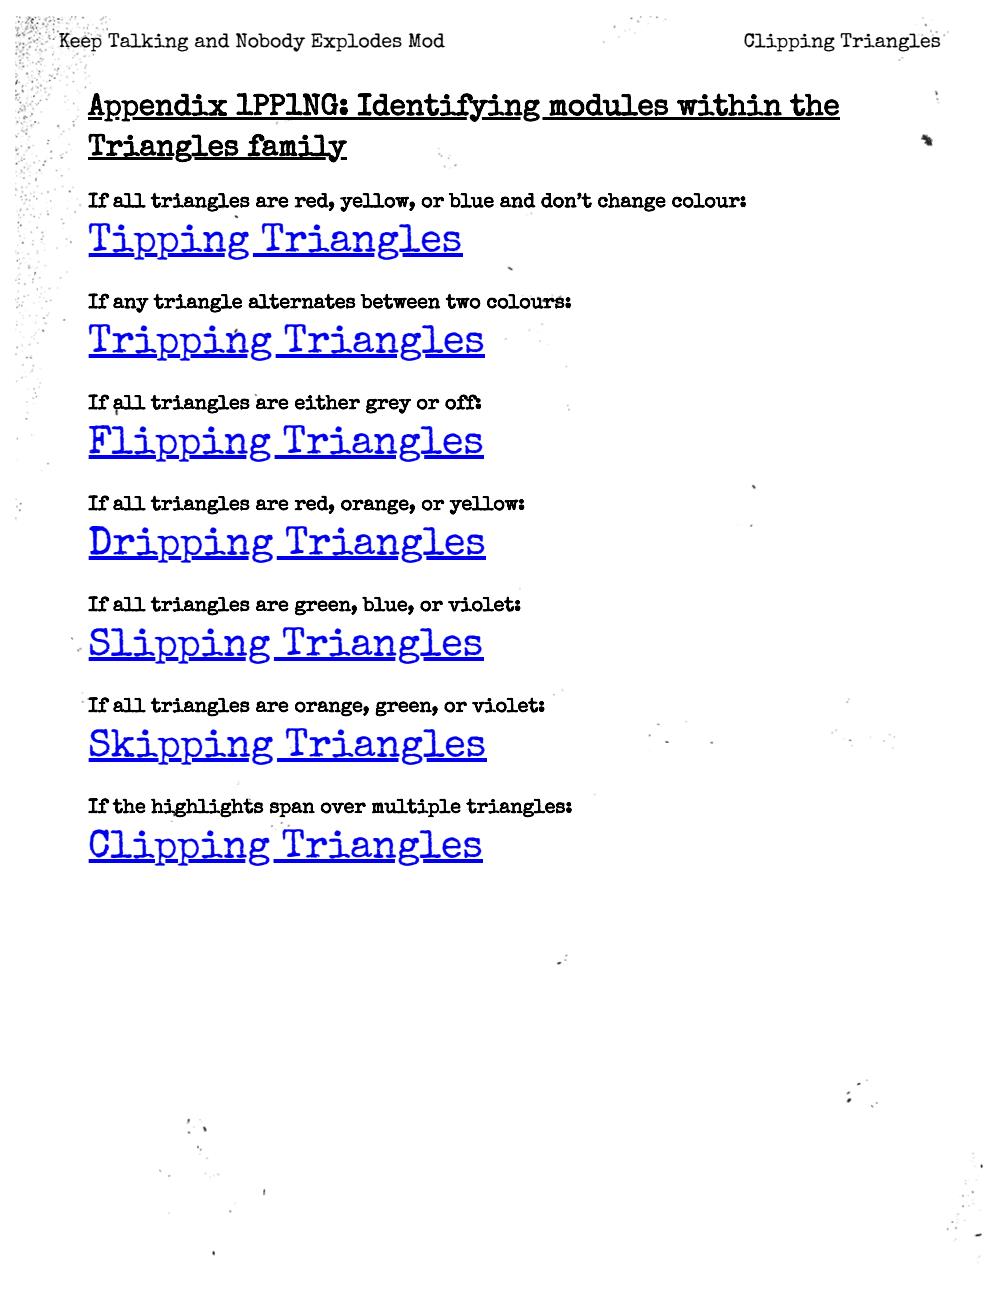 Keep Talking and Nobody Explodes Mod
Clipping Triangles
Appendix 1PP1NG: Identifying modules within the
Triangles family
If all triangles are red, yellow, or blue and don't change colour:
Tipping Triangles
If any triangle alternates between two colours:
Tripping Triangles
If all triangles are either grey or off:
Flipping Triangles
If all triangles are red, orange, or yellow:
Dripping Triangles
If all triangles are green, blue, or violet:
Slipping Triangles
If all triangles are orange, green, or violet:
Skipping Triangles
If the highlights span over multiple triangles:
Clipping Triangles